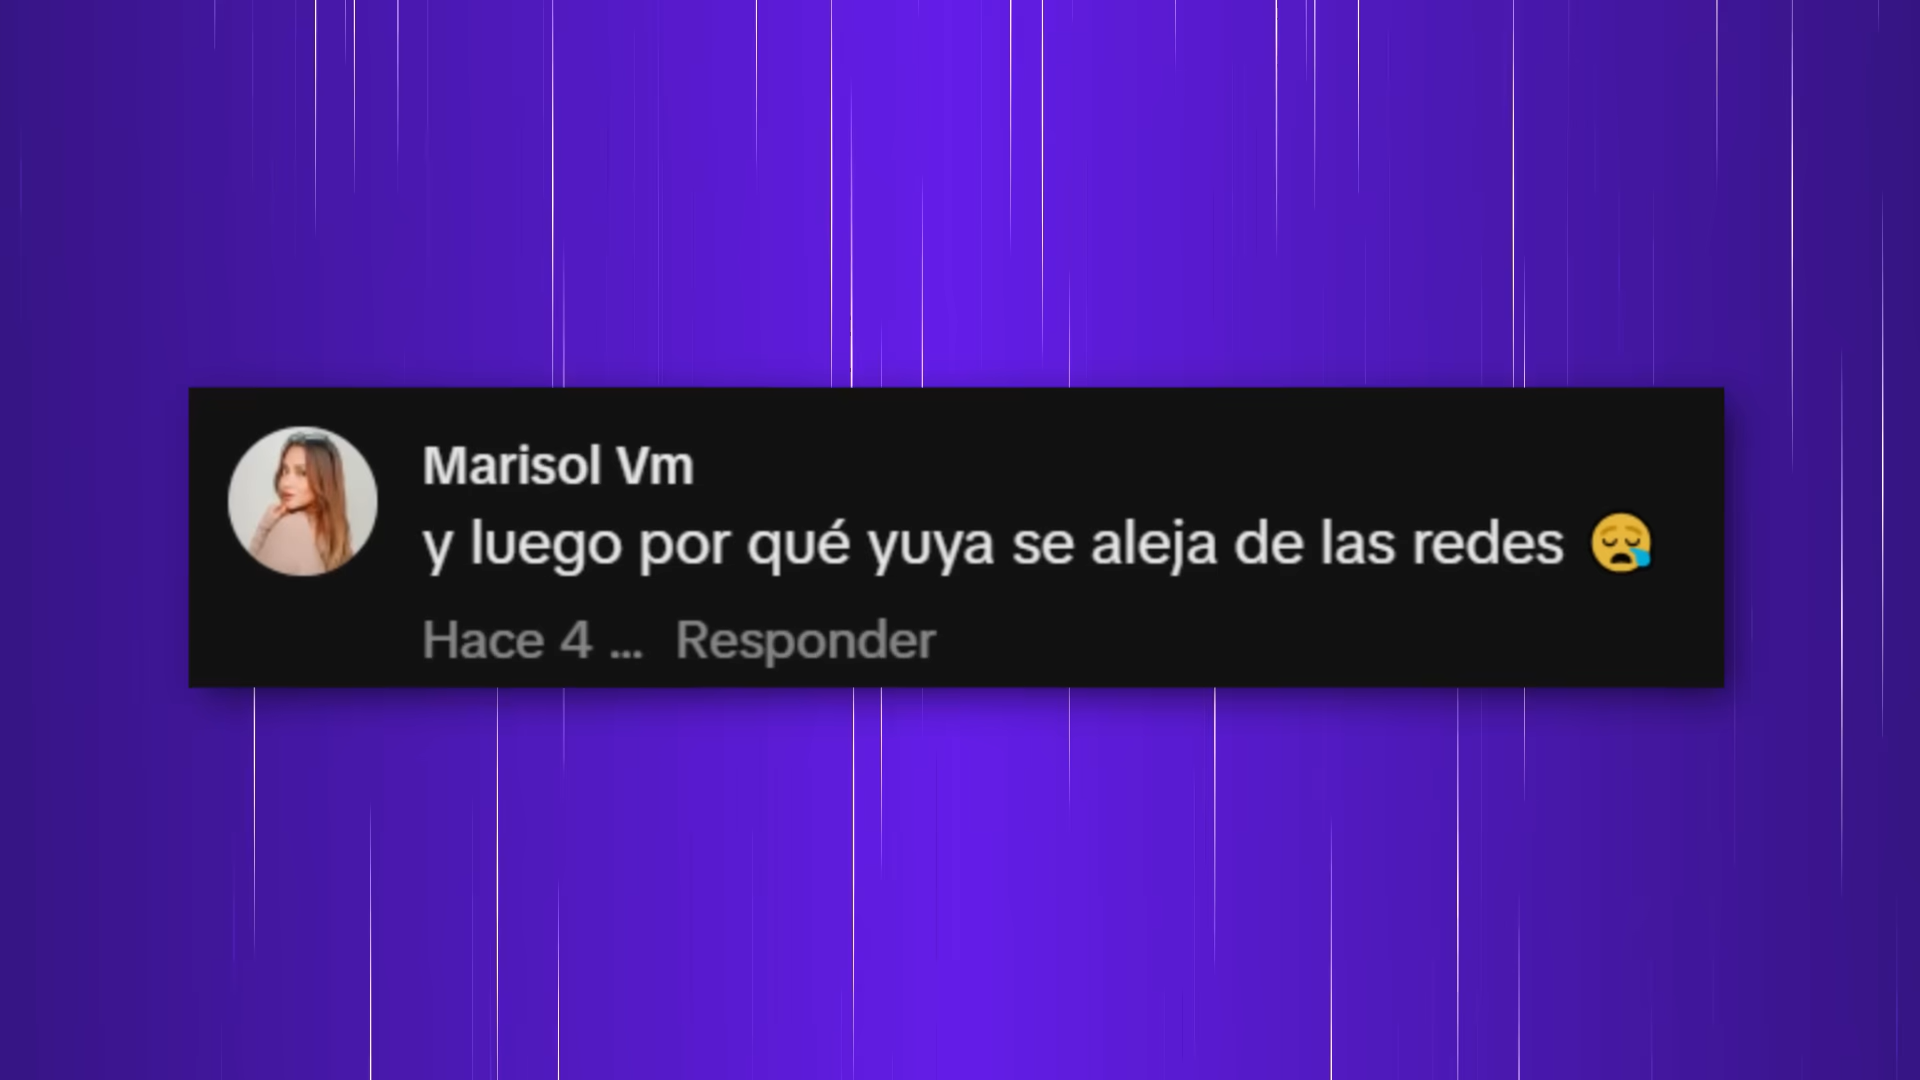 Marisol Vm
y luego por qué yuya se aleja de las redes 😪
Hace 4 ... Responder